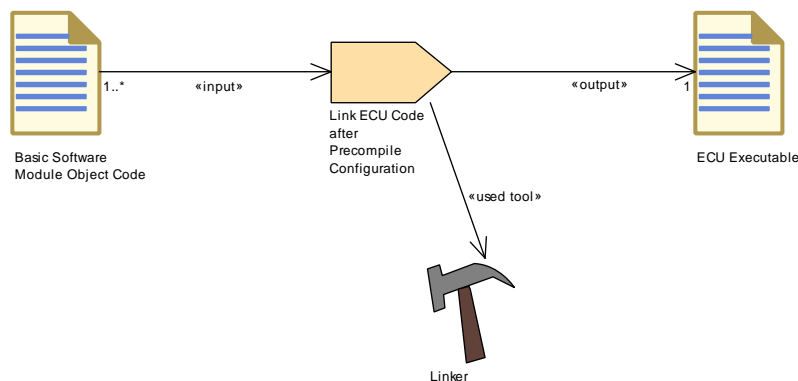 1..*
«input»
«output»
1
Link ECU Code
after
Precompile
Configuration
Basic Software
Module Object Code
ECU Executable
«used tool»
Linker